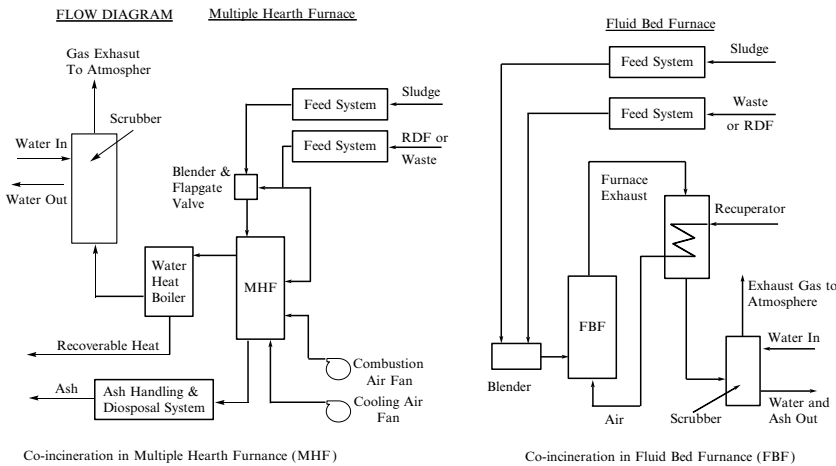 FLOW DIAGRAM
Multiple Hearth Furnace
Gas Exhasut
To Atmospher
Scrubber
Water In
Water Out
Feed System
Sludge
Feed System
RDF or
Waste
Blender &
Flapgate
Valve
Water
Heat
Boiler
MHF
Recoverable Heat
Combustion
Air Fan
Ash
Ash Handling &
Diosposal System
Cooling Air
Fan
Co-incineration in Multiple Hearth Furnance (MHF)
Fluid Bed Furnace
Feed System
Sludge
Feed System
Waste
or RDF
Furnace
Exhaust
Recuperator
FBF
Exhaust Gas to
Atmosphere
Water In
Blender
Air
Scrubber
Water and
Ash Out
Co-incineration in Fluid Bed Furnance (FBF)